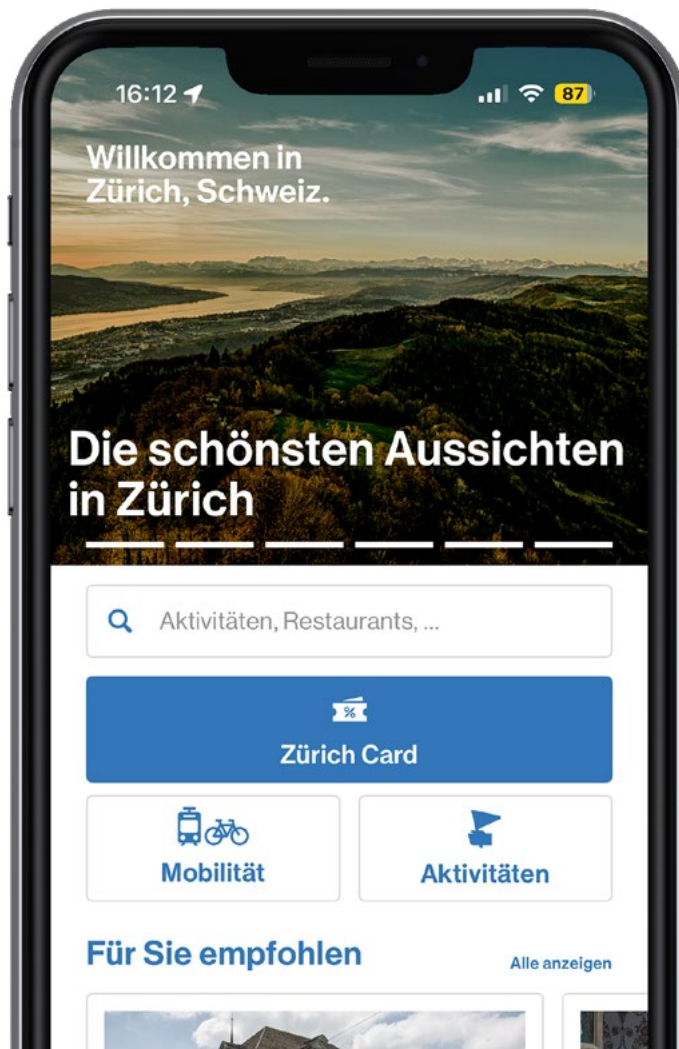 16:12
87
Willkommen in
Zürich, Schweiz.
Die schönsten Aussichten
in Zürich
Aktivitäten, Restaurants, ...
%
Zürich Card
Mobilität
Aktivitäten
Für Sie empfohlen
Alle anzeigen